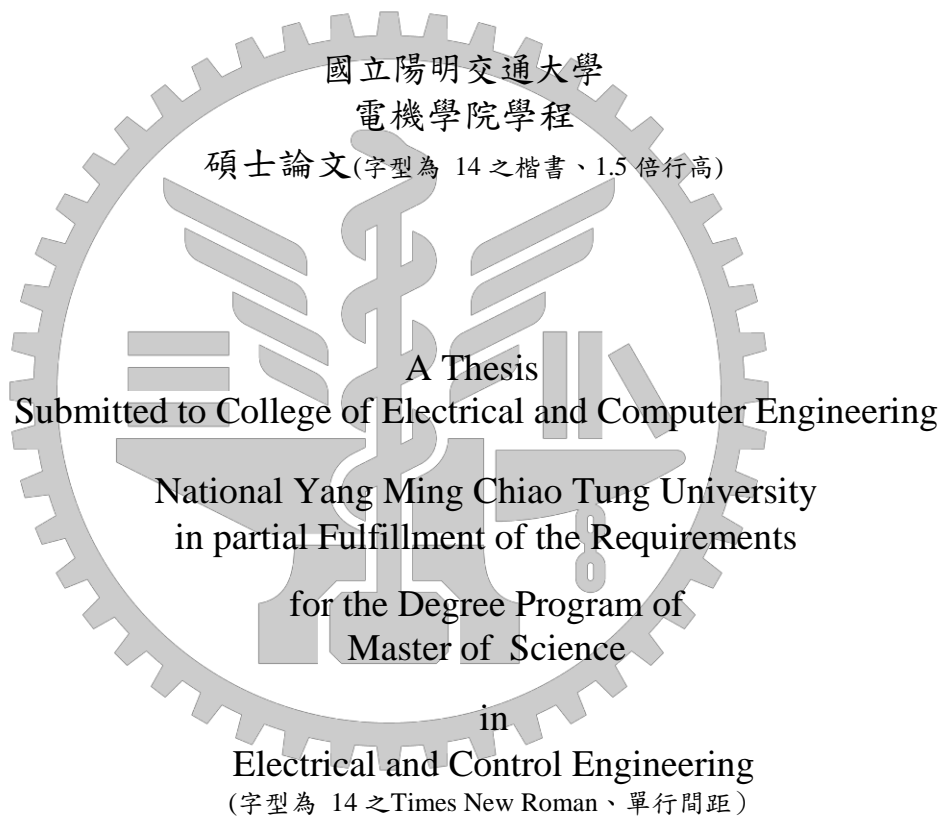 國立陽明交通大學
電機學院學程
碩士論文(字型為 14 之楷書、1.5 倍行高)
A Thesis
Submitted to College of Electrical and Computer Engineering
National Yang Ming Chiao Tung University
in partial Fulfillment of the Requirements
for the Degree Program of
Master of Science
in
Electrical and Control Engineering
(字型為 14 之Times New Roman、單行間距）